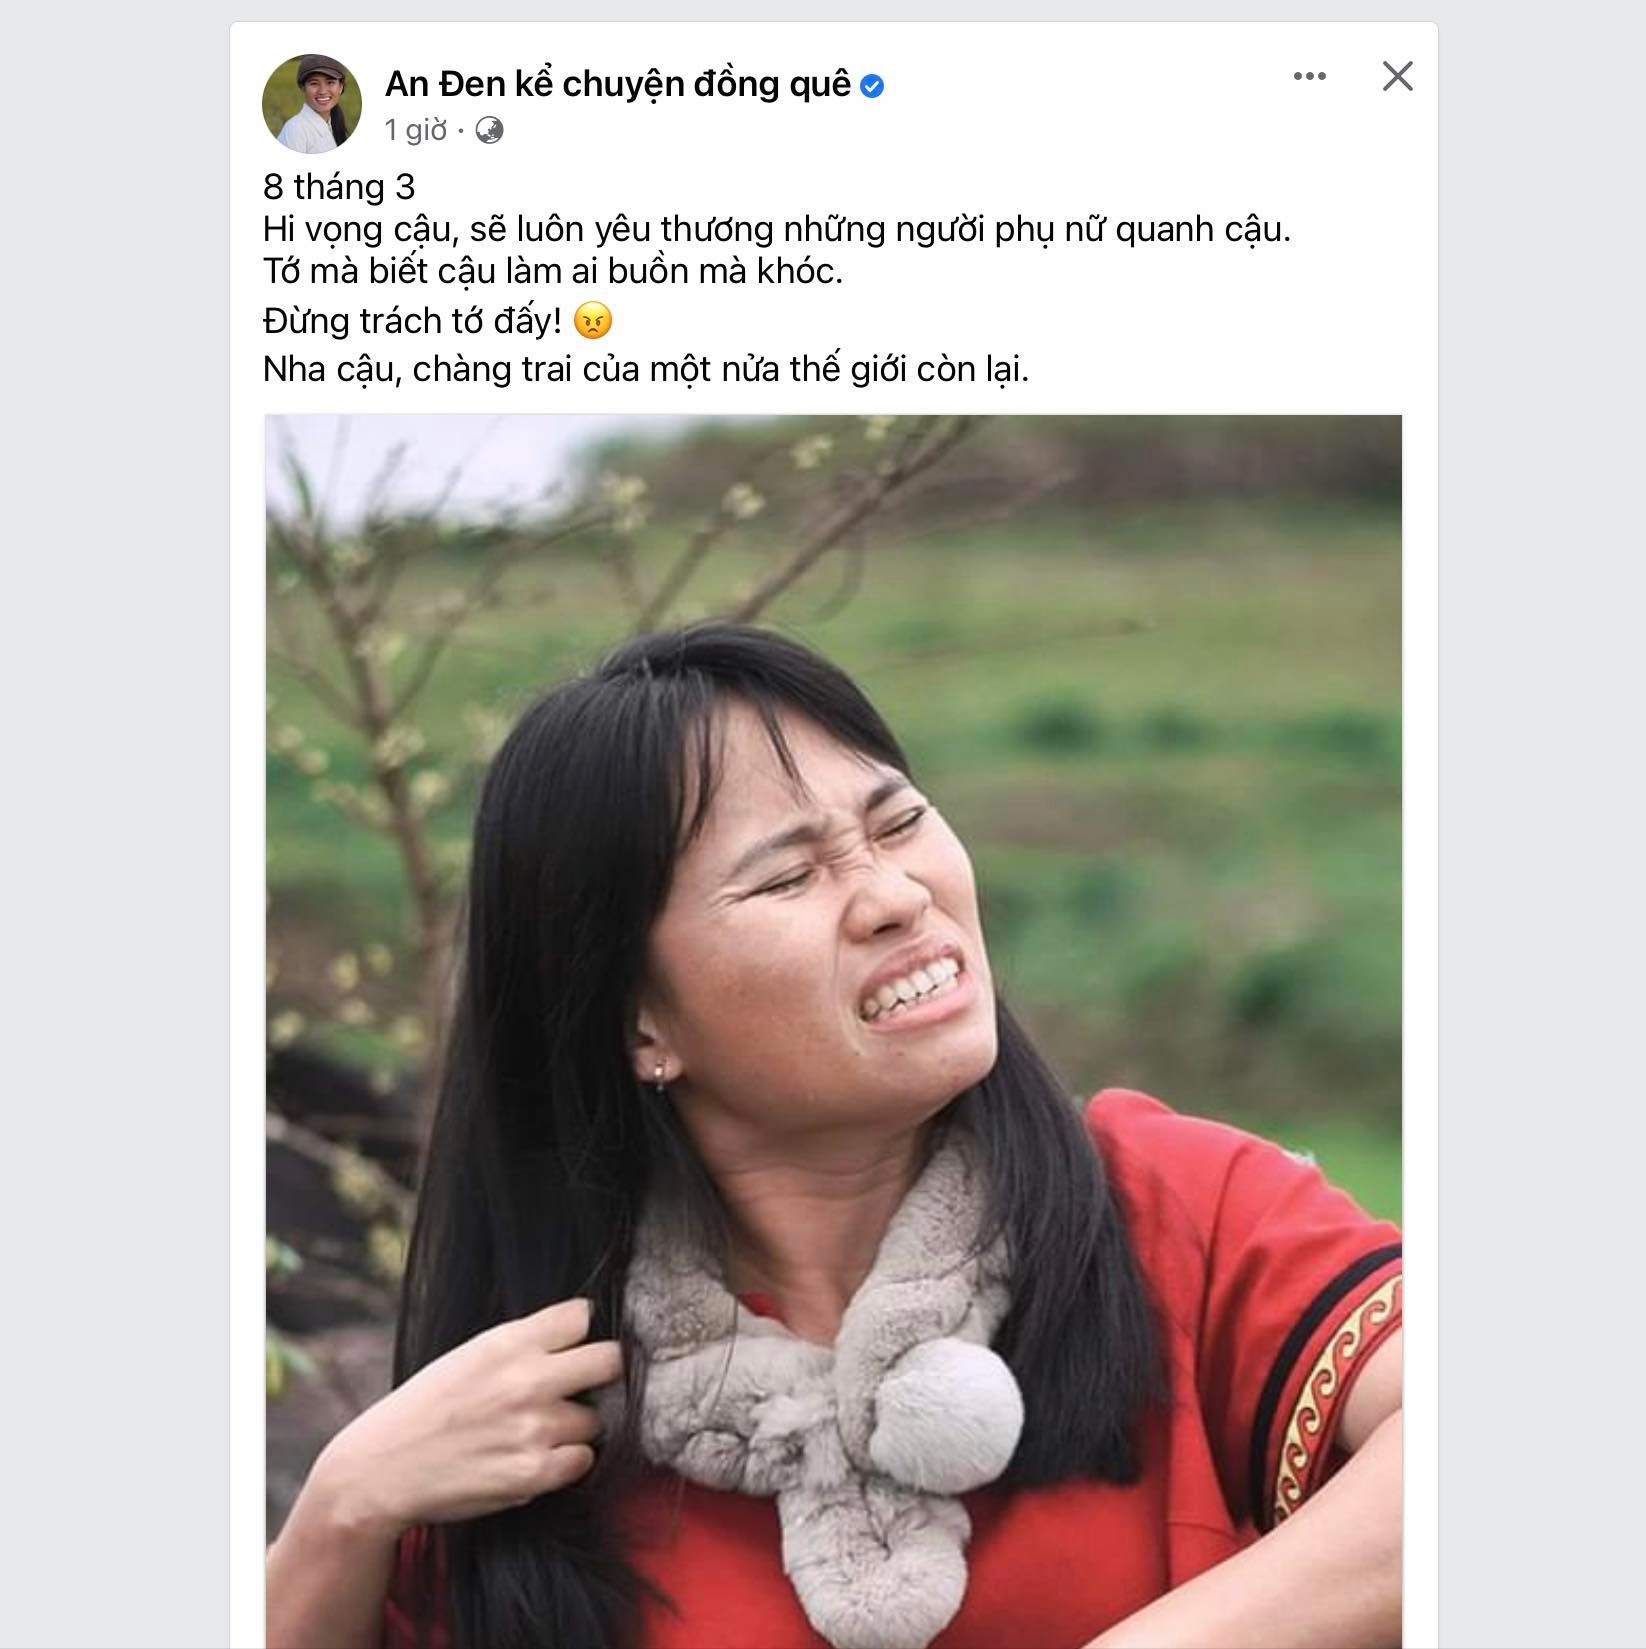 An Đen kể chuyện đồng quê
1 giờ ·
8 tháng 3
Hi vọng cậu, sẽ luôn yêu thương những người phụ nữ quanh cậu.
Tớ mà biết cậu làm ai buồn mà khóc.
Đừng trách tớ đấy! 😠
Nha cậu, chàng trai của một nửa thế giới còn lại.